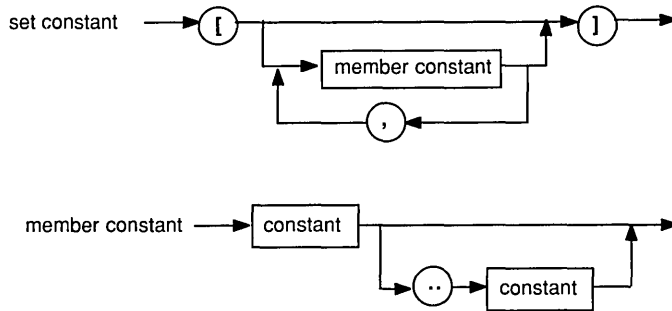 set constant [ ]
member constant
,
member constant constant
.. constant